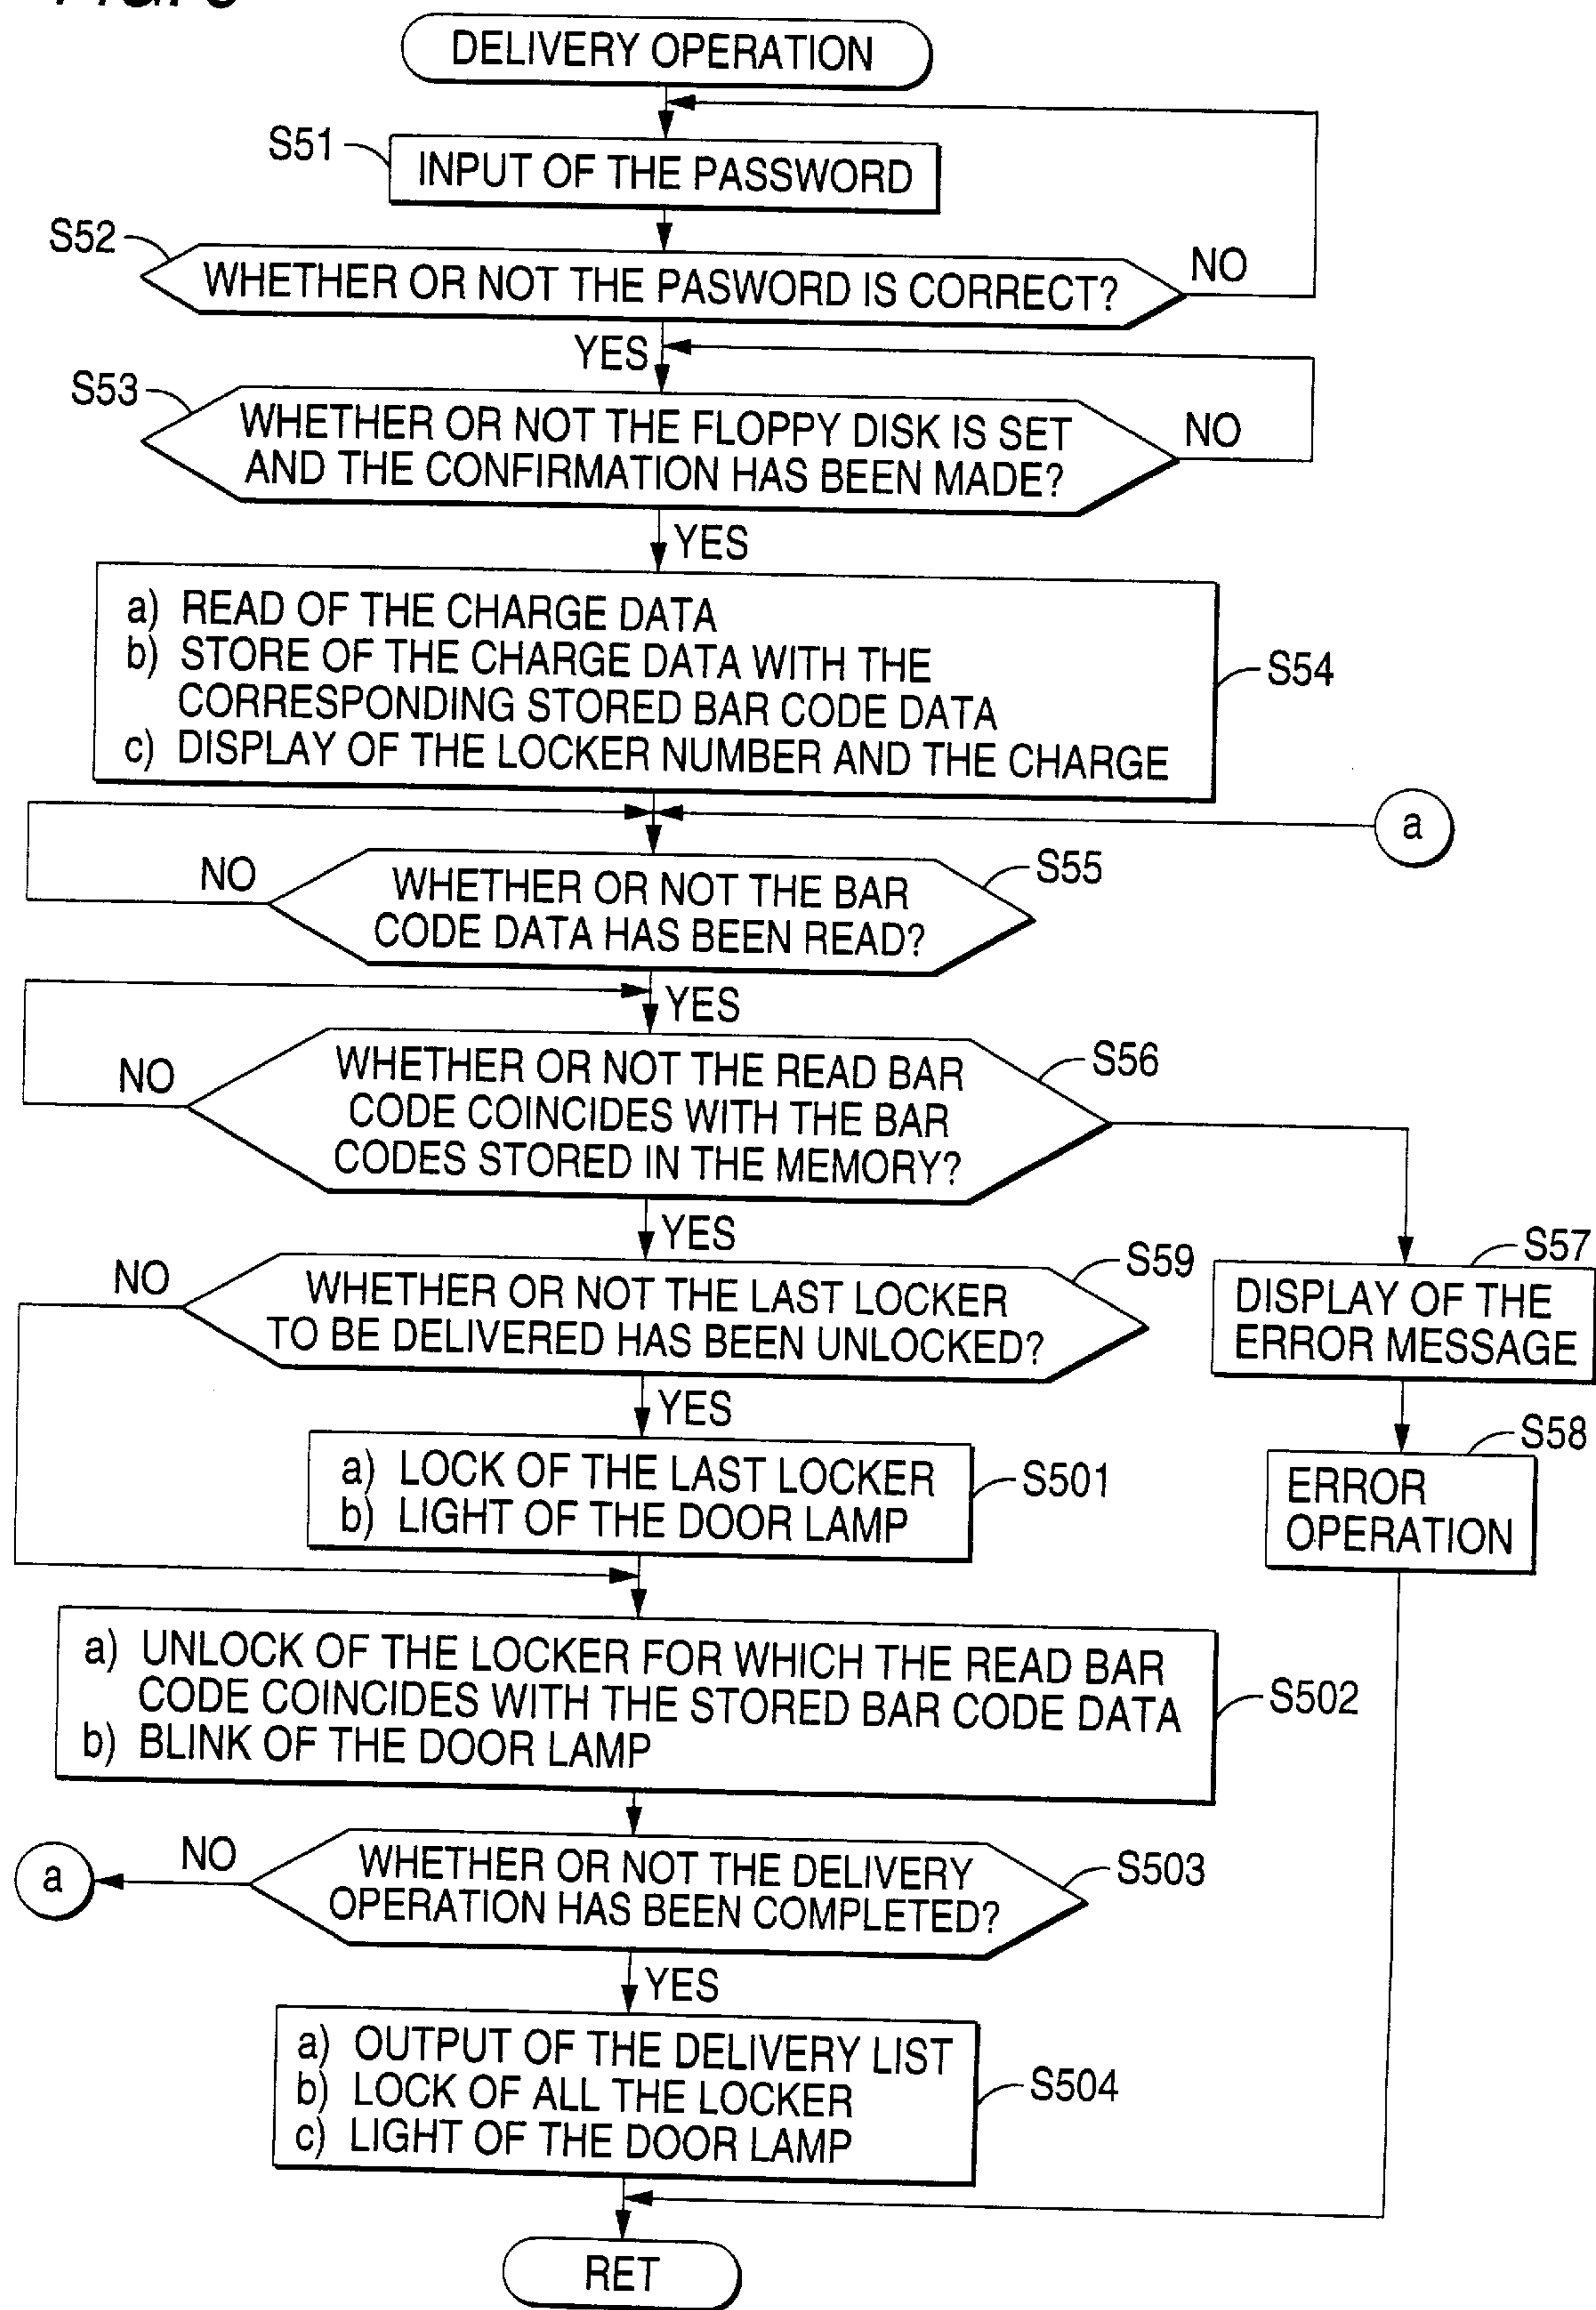 DELIVERY OPERATION
S51
INPUT OF THE PASSWORD
S52
WHETHER OR NOT THE PASWORD IS CORRECT?
NO
YES
S53
WHETHER OR NOT THE FLOPPY DISK IS SET
AND THE CONFIRMATION HAS BEEN MADE?
NO
YES
a) READ OF THE CHARGE DATA
b) STORE OF THE CHARGE DATA WITH THE
CORRESPONDING STORED BAR CODE DATA
c) DISPLAY OF THE LOCKER NUMBER AND THE CHARGE
S54
a
NO
WHETHER OR NOT THE BAR
CODE DATA HAS BEEN READ?
S55
YES
NO
WHETHER OR NOT THE READ BAR
CODE COINCIDES WITH THE BAR
CODES STORED IN THE MEMORY?
S56
YES
NO
WHETHER OR NOT THE LAST LOCKER
TO BE DELIVERED HAS BEEN UNLOCKED?
S59
S57
DISPLAY OF THE
ERROR MESSAGE
YES
S58
ERROR
OPERATION
a) LOCK OF THE LAST LOCKER
b) LIGHT OF THE DOOR LAMP
S501
a) UNLOCK OF THE LOCKER FOR WHICH THE READ BAR
CODE COINCIDES WITH THE STORED BAR CODE DATA
b) BLINK OF THE DOOR LAMP
S502
a
NO
WHETHER OR NOT THE DELIVERY
OPERATION HAS BEEN COMPLETED?
S503
YES
a) OUTPUT OF THE DELIVERY LIST
b) LOCK OF ALL THE LOCKER
c) LIGHT OF THE DOOR LAMP
S504
RET